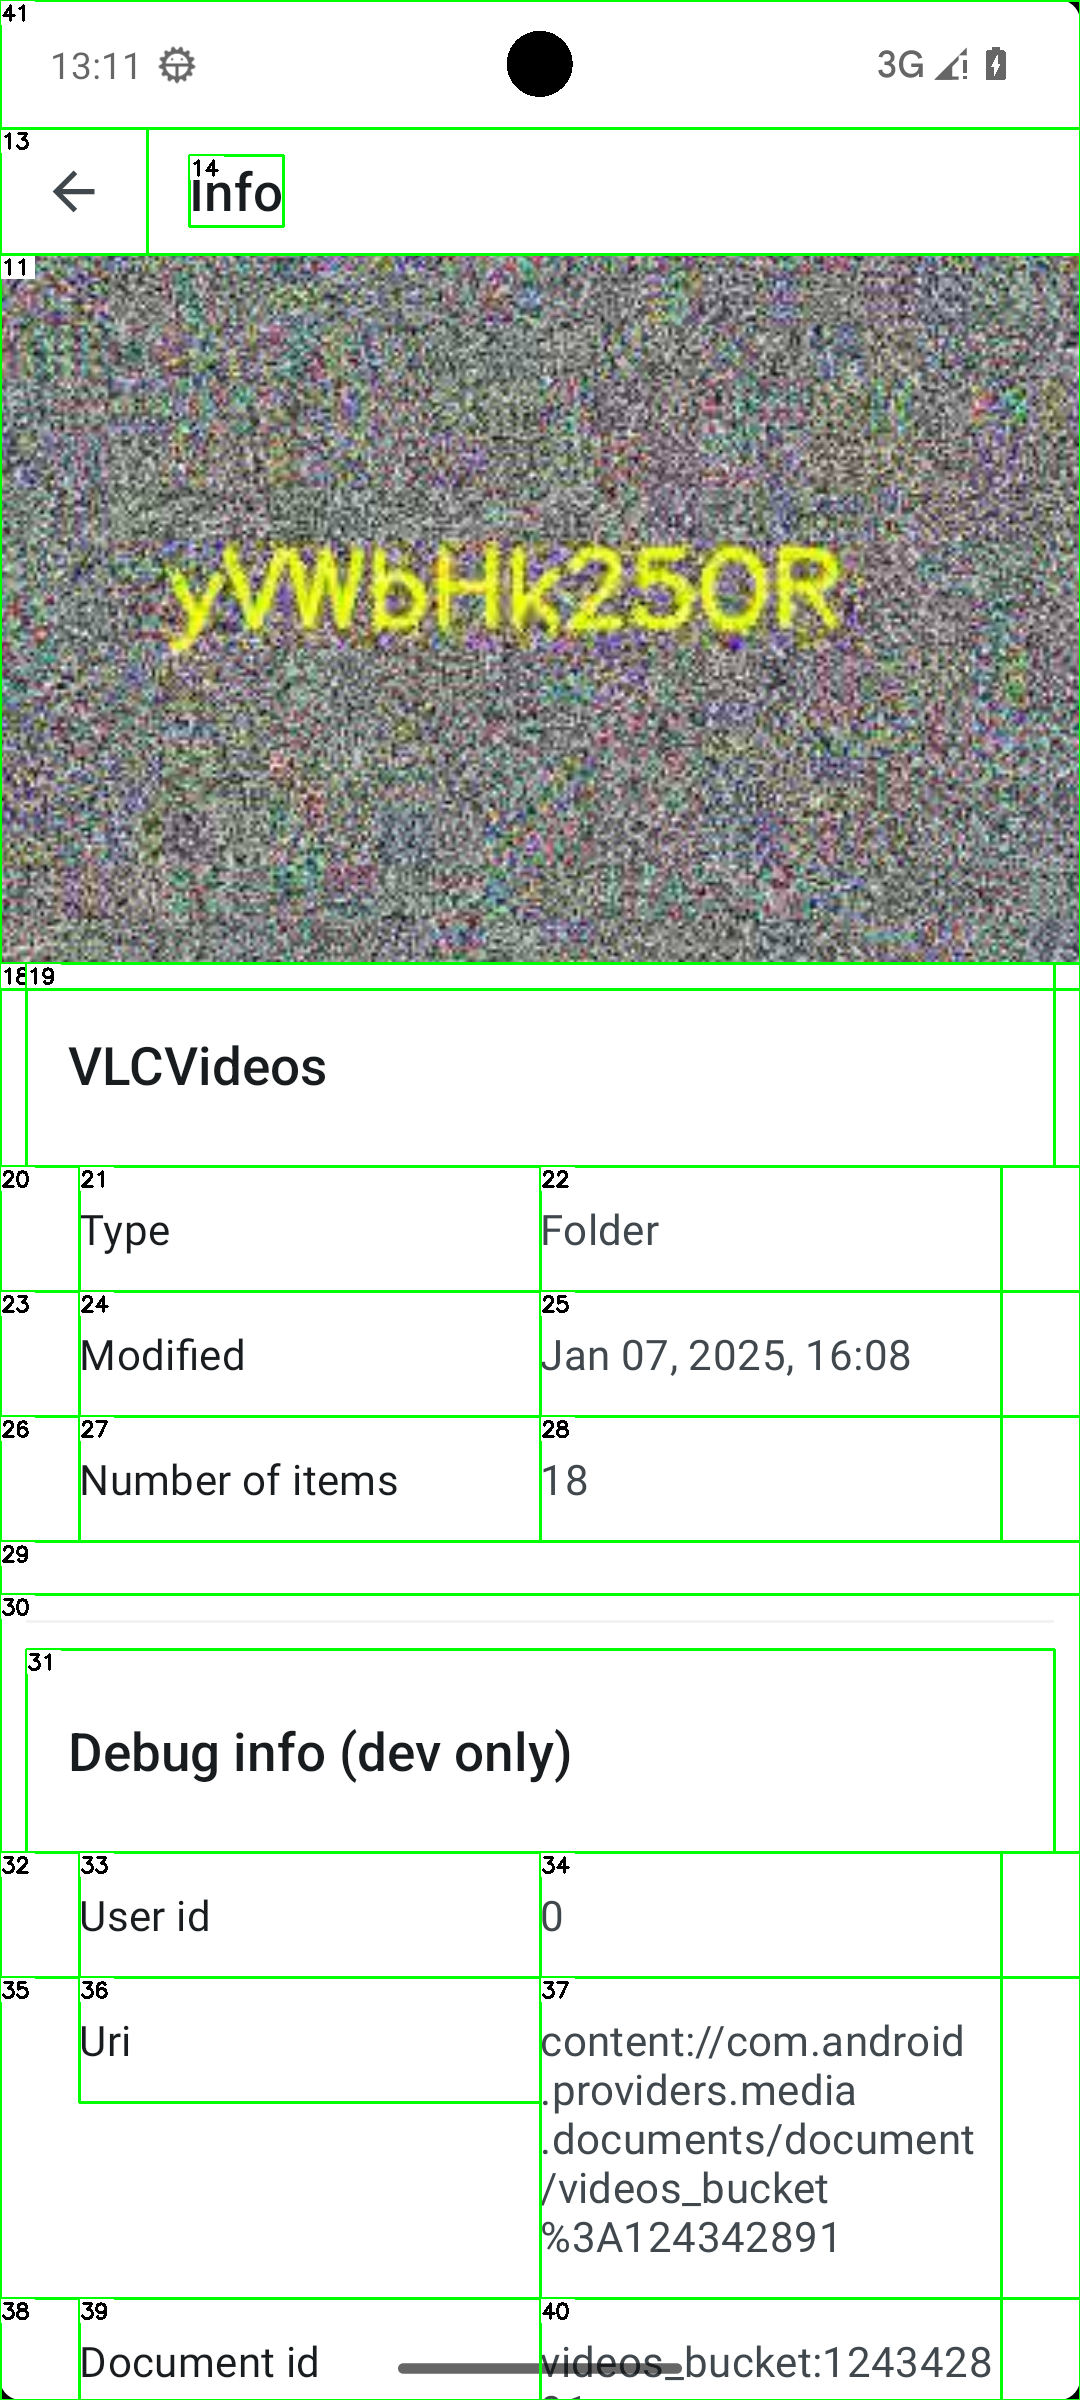 13:11
3G
Info
yVWbHk25OR
VLCVideos
Type
Folder
Modified
Jan 07, 2025, 16:08
Number of items
18
Debug info (dev only)
User id
0
Uri
content://com.android
.providers.media
.documents/document
/videos_bucket
%3A124342891
Document id
videos_bucket:1243428
41
13
14
11
18
19
20
21
22
23
24
25
26
27
28
29
30
31
32
33
34
35
36
37
38
39
40